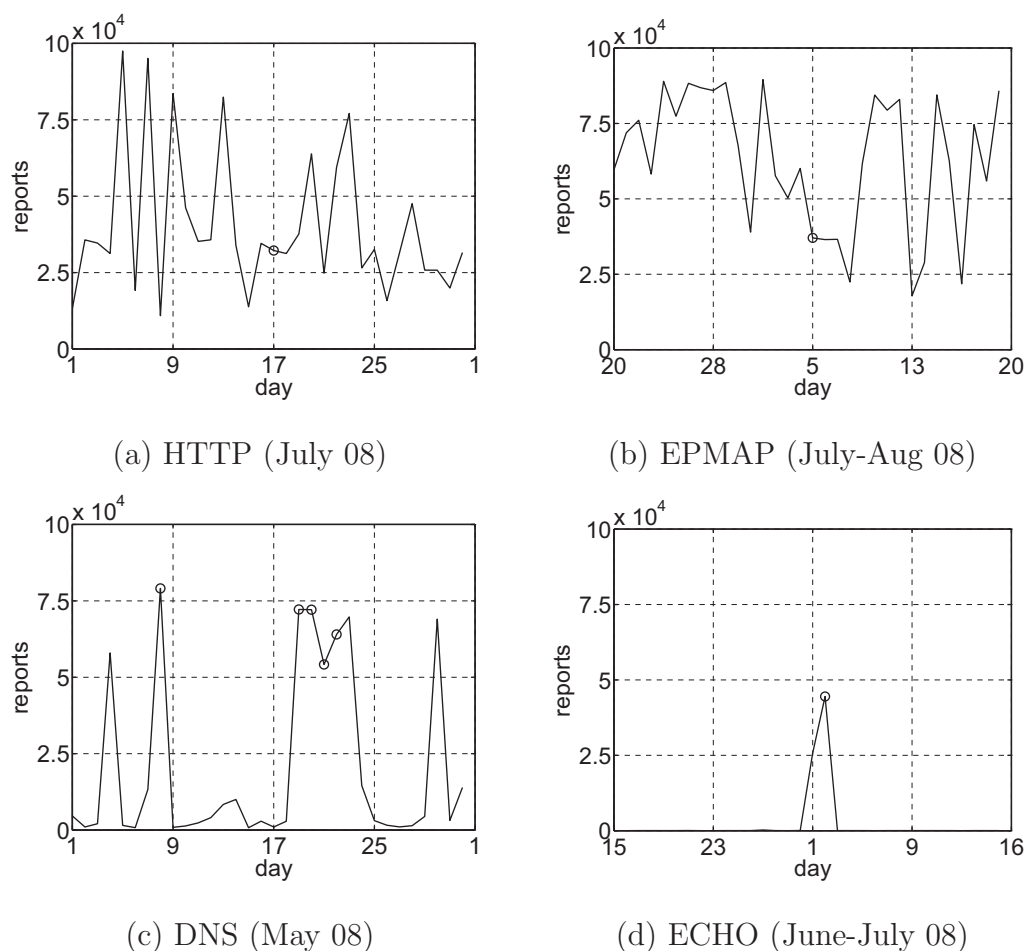 x 10^4
10
7.5
5
2.5
0
reports
1 9 17 25 1
day
(a) HTTP (July 08)
x 10^4
10
7.5
5
2.5
0
reports
20 28 5 13 20
day
(b) EPMAP (July-Aug 08)
x 10^4
10
7.5
5
2.5
0
reports
1 9 17 25 1
day
(c) DNS (May 08)
x 10^4
10
7.5
5
2.5
0
reports
15 23 1 9 16
day
(d) ECHO (June-July 08)